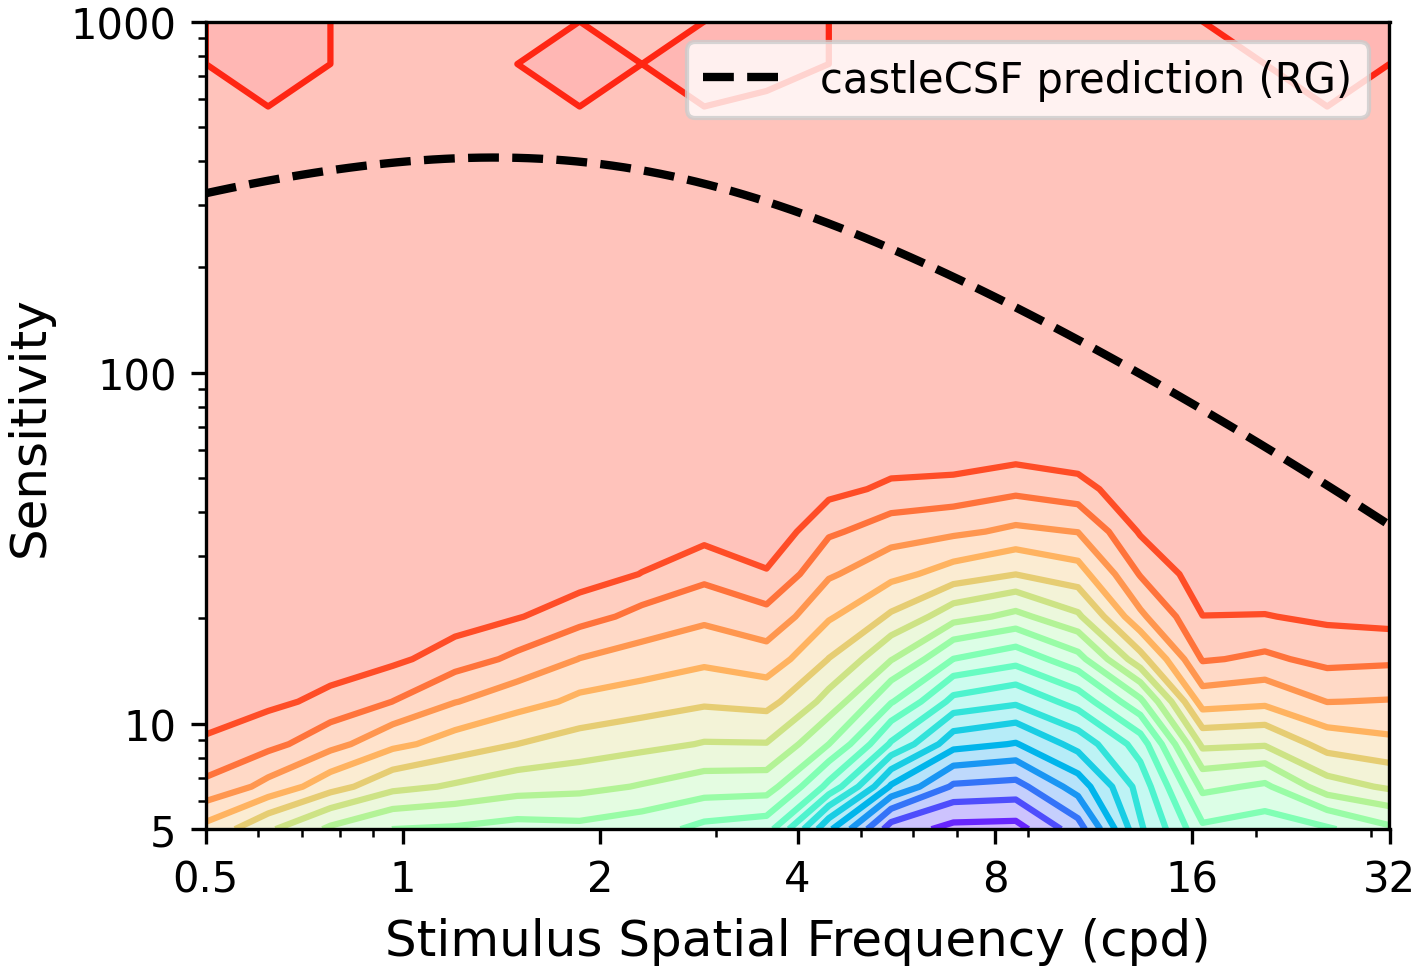 1000
castleCSF prediction (RG)
100
Sensitivity
10
5
0.5 1 2 4 8 16 32
Stimulus Spatial Frequency (cpd)